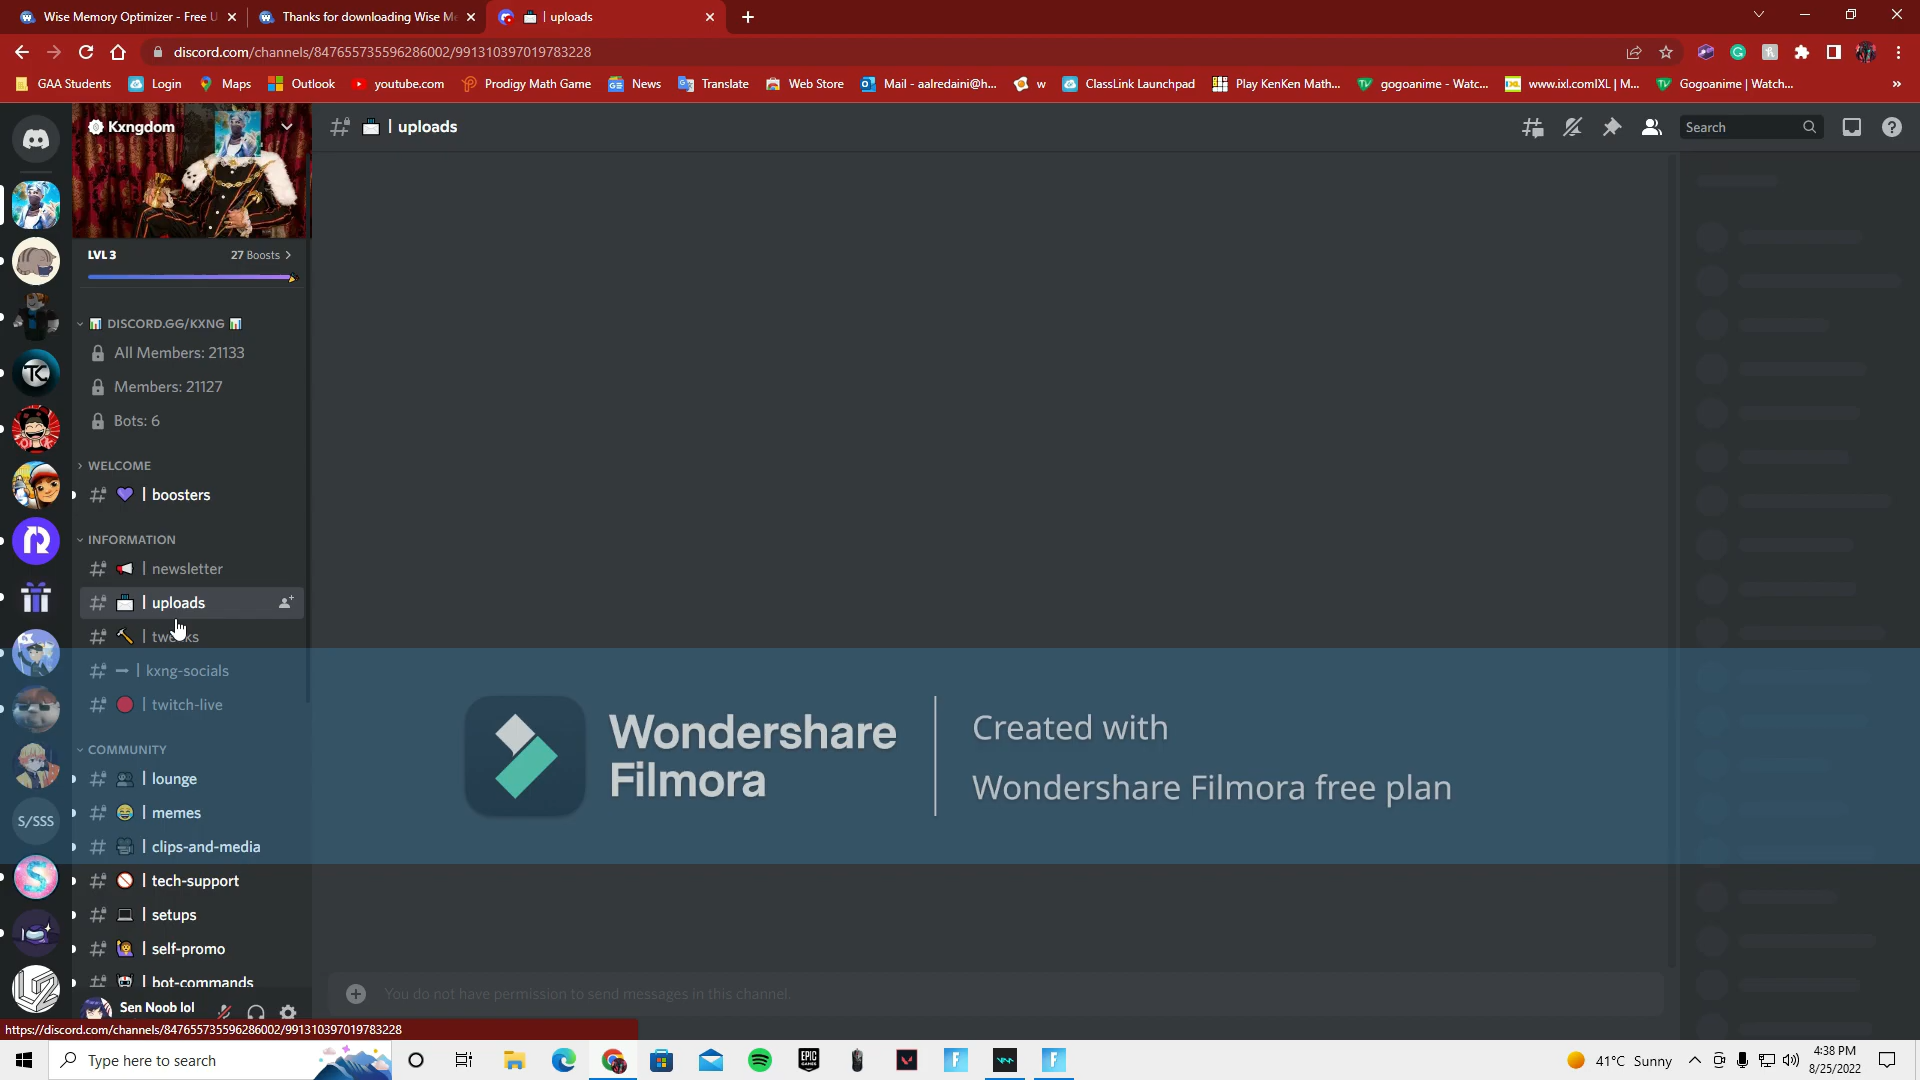 Wise Memory Optimizer - Free U
Thanks for downloading Wise Me
| uploads
discord.com/channels/847655735596286002/991310397019783228
GAA Students
Login
Maps
Outlook
youtube.com
Prodigy Math Game
News
Translate
Web Store
Mail - aalredaini@h...
w
ClassLink Launchpad
Play KenKen Math...
gogoanime - Watc...
www.ixl.comIXL | M...
Gogoanime | Watch...
»
Kxngdom
| uploads
Search
LVL 3
27 Boosts
DISCORD.GG/KXNG
All Members: 21133
Members: 21127
Bots: 6
WELCOME
| boosters
INFORMATION
| newsletter
| uploads
| tweaks
| kxng-socials
| twitch-live
COMMUNITY
| lounge
| memes
| clips-and-media
| tech-support
| setups
| self-promo
| bot-commands
S/SSS
Wondershare
Filmora
Created with
Wondershare Filmora free plan
You do not have permission to send messages in this channel.
Sen Noob lol
https://discord.com/channels/847655735596286002/991310397019783228
Type here to search
41°C Sunny
4:38 PM
8/25/2022